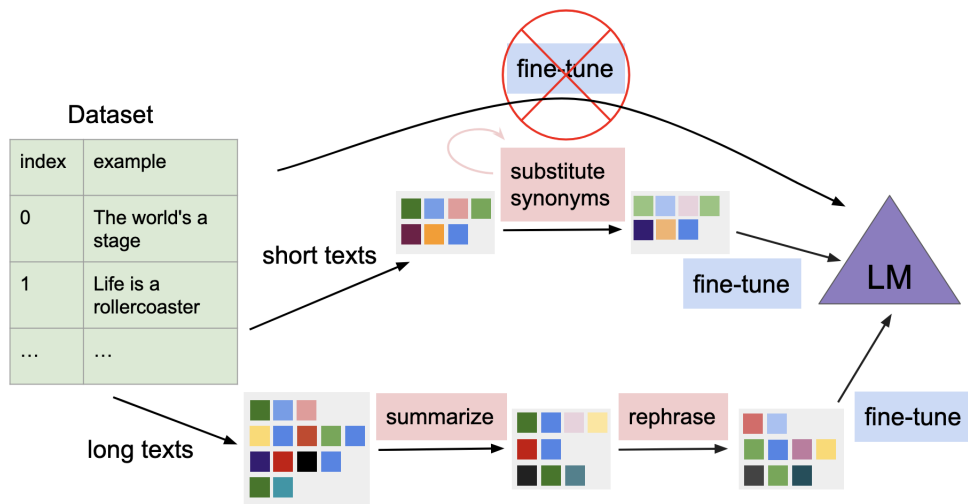 fine-tune
Dataset
index example
0 The world's a
stage
1 Life is a
rollercoaster
... ...
substitute
synonyms
short texts
fine-tune
LM
long texts
summarize
rephrase
fine-tune